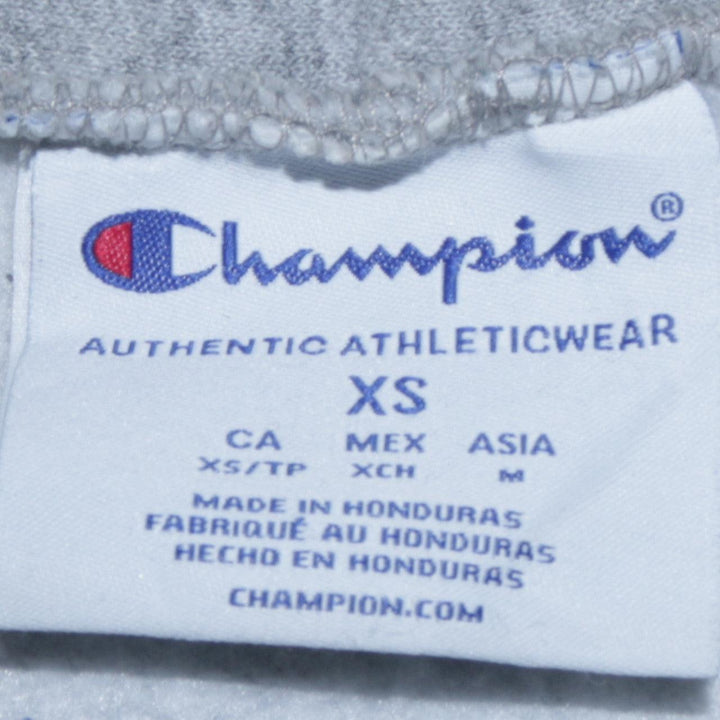 Champion®
AUTHENTIC ATHLETICWEAR
XS
CA MEX ASIA
XS/TP XCH M
MADE IN HONDURAS
FABRIQUÉ AU HONDURAS
HECHO EN HONDURAS
CHAMPION.COM